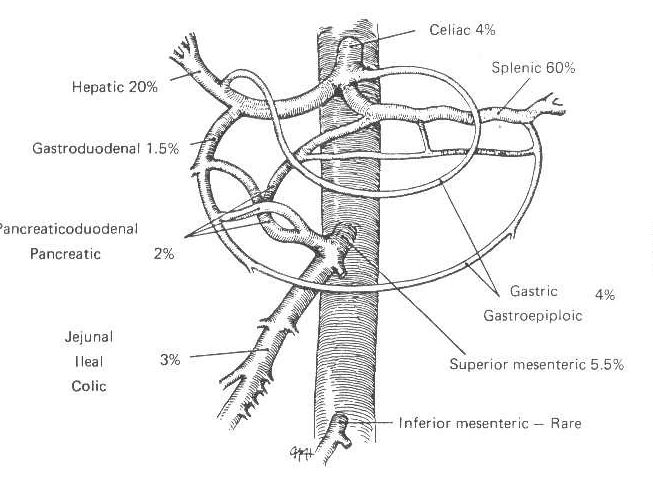 Celiac 4%
Splenic 60%
Hepatic 20%
Gastroduodenal 1.5%
Pancreaticoduodenal
Pancreatic 2%
Gastric 4%
Gastroepiploic
Jejunal
Ileal 3%
Colic
Superior mesenteric 5.5%
Inferior mesenteric – Rare